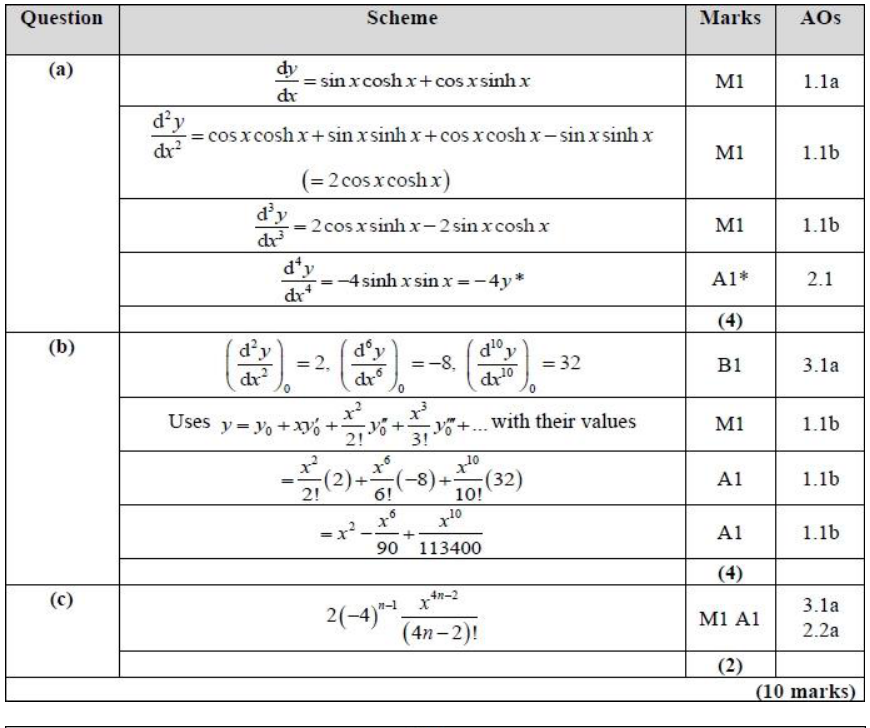 Question Scheme Marks AOs
(a) dy/dx = sin x cosh x + cos x sinh x M1 1.1a
d²y/dx² = cos x cosh x + sin x sinh x + cos x cosh x − sin x sinh x
(= 2 cos x cosh x) M1 1.1b
d³y/dx³ = 2 cos x sinh x − 2 sin x cosh x M1 1.1b
d⁴y/dx⁴ = −4 sinh x sin x = −4y* A1* 2.1
(4)
(b) (d²y/dx²)₀ = 2, (d⁶y/dx⁶)₀ = −8, (d¹⁰y/dx¹⁰)₀ = 32 B1 3.1a
Uses y = y₀ + xy₀′ + x²/2! y₀″ + x³/3! y₀‴ + ... with their values M1 1.1b
= x²/2! (2) + x⁶/6! (−8) + x¹⁰/10! (32) A1 1.1b
= x² − x⁶/90 + x¹⁰/113400 A1 1.1b
(4)
(c) 2(−4)ⁿ⁻¹ x⁴ⁿ⁻²/(4n−2)! M1 A1 3.1a
2.2a
(2)
(10 marks)